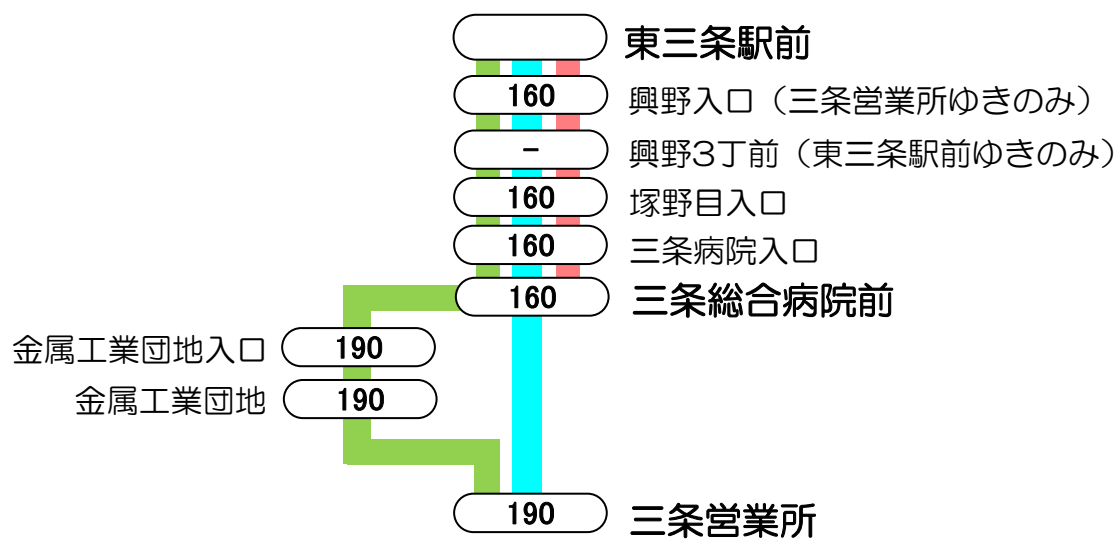 東三条駅前
160 興野入口（三条営業所ゆきのみ）
- 興野3丁前（東三条駅前ゆきのみ）
160 塚野目入口
160 三条病院入口
160 三条総合病院前
金属工業団地入口 190
金属工業団地 190
190 三条営業所